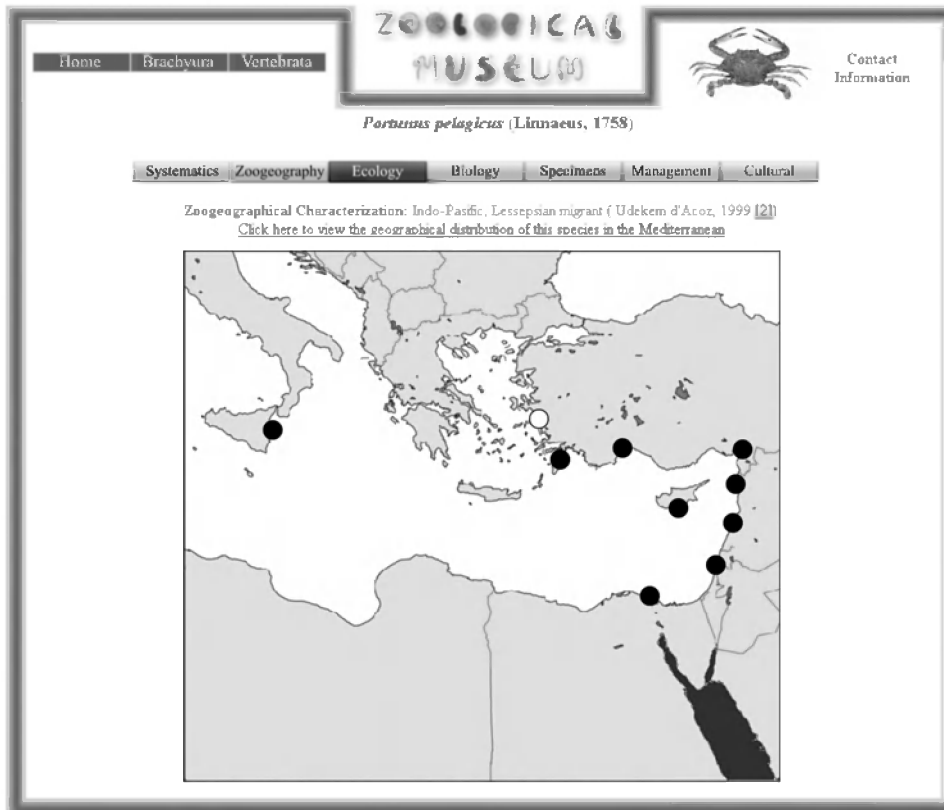 ZOOLOGICAL
MUSEUM
Home Brachyura Vertebrata
Contact
Information
Portunus pelagicus (Linnaeus, 1758)
Systematics Zoogeography Ecology Biology Specimens Management Cultural
Zoogeographical Characterization: Indo-Pasific, Lessepsian migrant ( Udekem d'Acoz, 1999 [2])
Click here to view the geographical distribution of this species in the Mediterranean